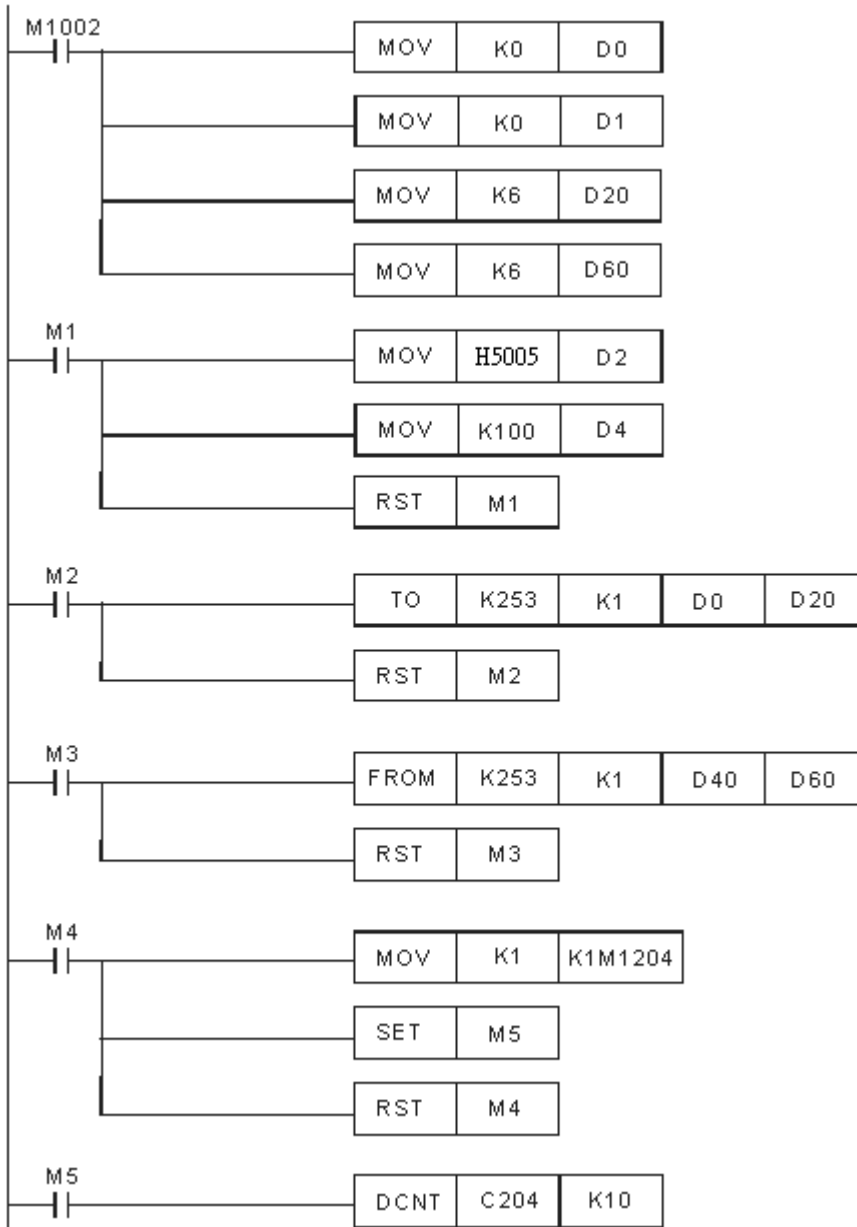 M1002
MOV K0 D0
MOV K0 D1
MOV K6 D20
MOV K6 D60
M1
MOV H5005 D2
MOV K100 D4
RST M1
M2
TO K253 K1 D0 D20
RST M2
M3
FROM K253 K1 D40 D60
RST M3
M4
MOV K1 K1M1204
SET M5
RST M4
M5
DCNT C204 K10